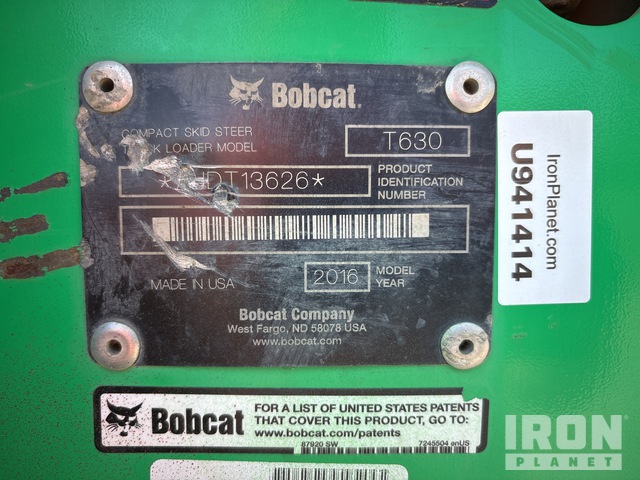 Bobcat.
COMPACT SKID STEER
LOADER MODEL
T630
PRODUCT
IDENTIFICATION
NUMBER
MADE IN USA
2016
MODEL
YEAR
Bobcat Company
West Fargo, ND 58078 USA
www.bobcat.com
IronPlanet.com
U941414
Bobcat
FOR A LIST OF UNITED STATES PATENTS
THAT COVER THIS PRODUCT, GO TO:
www.bobcat.com/patents
87920 SW
7245504 enUS
IRON
PLANET